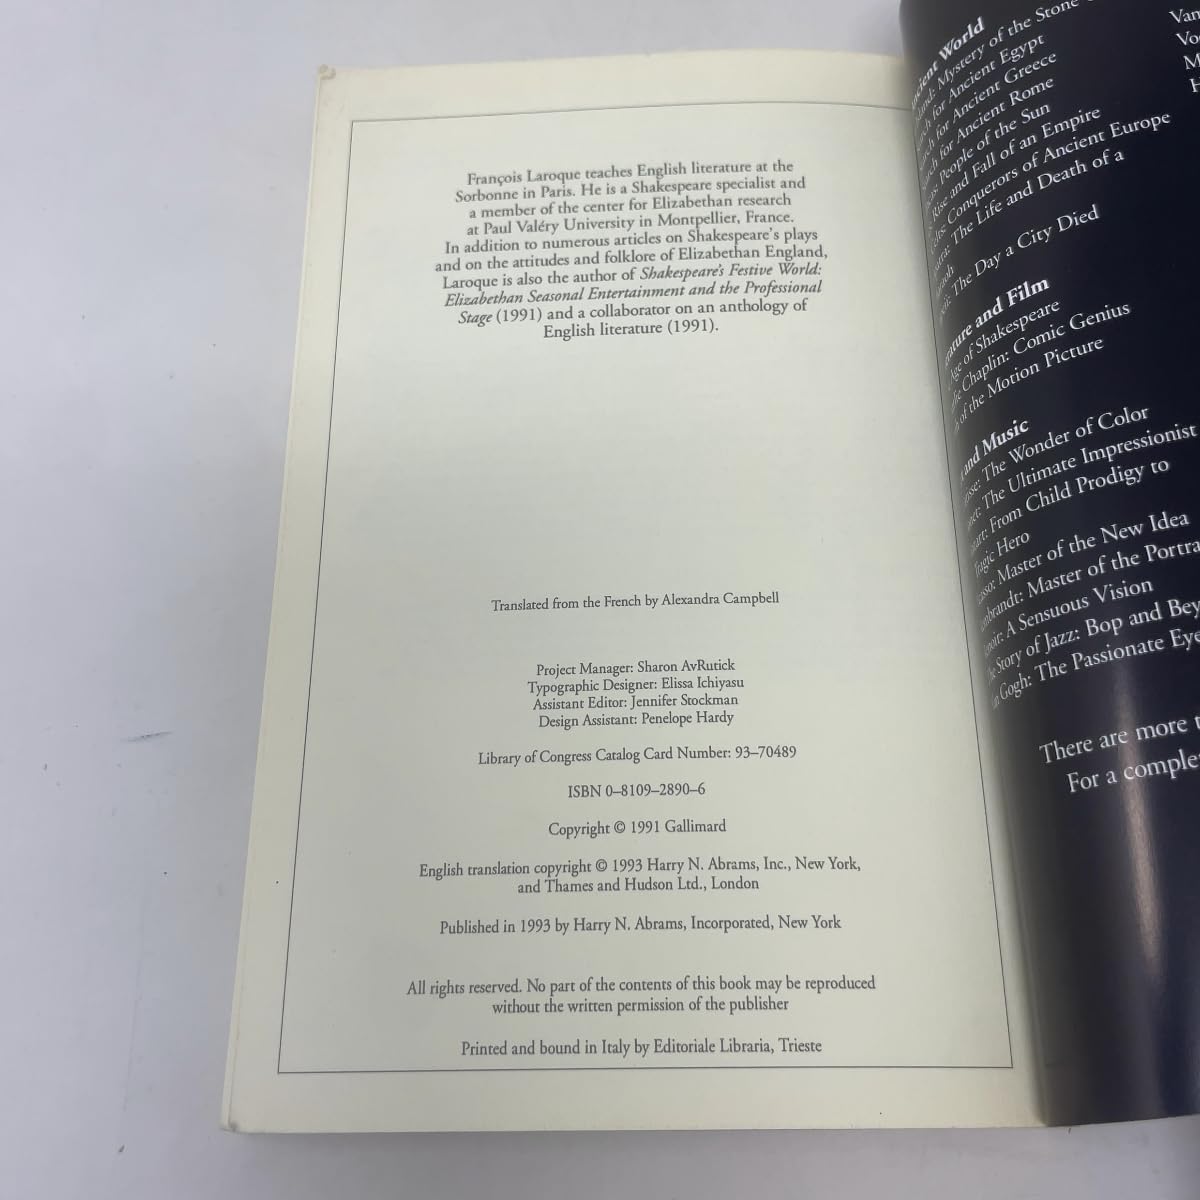 François Laroque teaches English literature at the
Sorbonne in Paris. He is a Shakespeare specialist and
a member of the center for Elizabethan research
at Paul Valéry University in Montpellier, France.
In addition to numerous articles on Shakespeare's plays
and on the attitudes and folklore of Elizabethan England,
Laroque is also the author of Shakespeare's Festive World:
Elizabethan Seasonal Entertainment and the Professional
Stage (1991) and a collaborator on an anthology of
English literature (1991).
Translated from the French by Alexandra Campbell
Project Manager: Sharon AvRutick
Typographic Designer: Elissa Ichiyasu
Assistant Editor: Jennifer Stockman
Design Assistant: Penelope Hardy
Library of Congress Catalog Card Number: 93–70489
ISBN 0–8109–2890–6
Copyright © 1991 Gallimard
English translation copyright © 1993 Harry N. Abrams, Inc., New York,
and Thames and Hudson Ltd., London
Published in 1993 by Harry N. Abrams, Incorporated, New York
All rights reserved. No part of the contents of this book may be reproduced
without the written permission of the publisher
Printed and bound in Italy by Editoriale Libraria, Trieste
World
Mystery of the Stone
for Ancient Egypt
for Ancient Greece
for Ancient Rome
People of the Sun
and Fall of an Empire
Conquerors of Ancient Europe
The Life and Death of a
The Day a City Died
and Film
Age of Shakespeare
Chaplin: Comic Genius
of the Motion Picture
and Music
The Wonder of Color
The Ultimate Impressionist
From Child Prodigy to
Tragic Hero
Master of the New Idea
Master of the
A Sensuous Vision
Story of Jazz: Bop and
Gogh: The Passionate Eye
There are more
For a